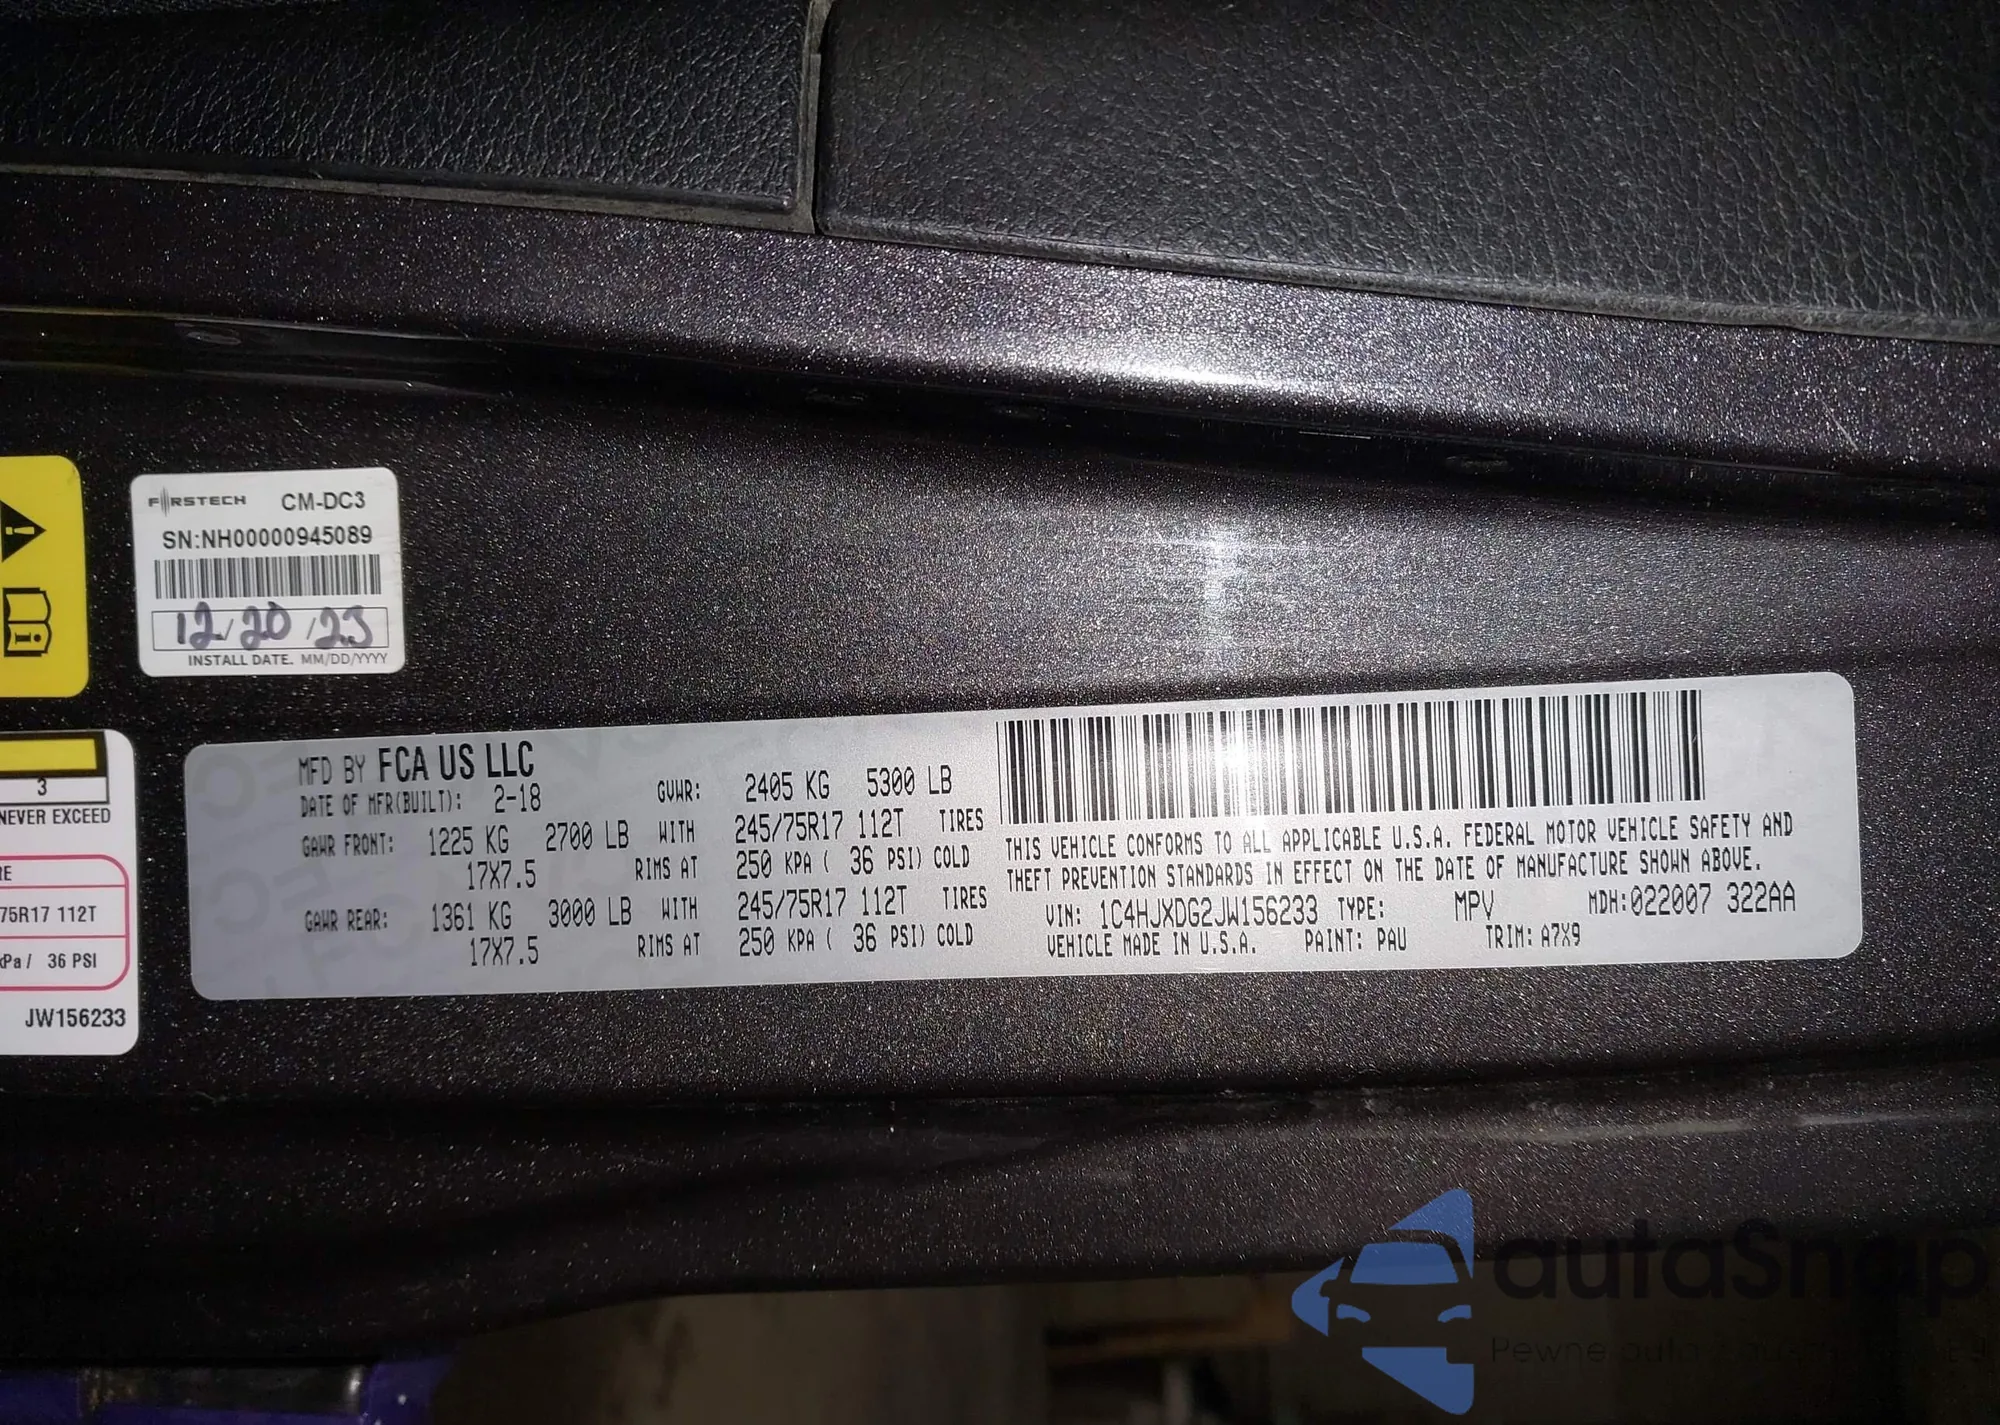 FIRSTECH CM-DC3
SN:NH00000945089
12/20/23
INSTALL DATE. MM/DD/YYYY
3
NEVER EXCEED
RE
75R17 112T
kPa / 36 PSI
JW156233
MFD BY FCA US LLC
DATE OF MFR(BUILT): 2-18 GVWR: 2405 KG 5300 LB
GAWR FRONT: 1225 KG 2700 LB WITH 245/75R17 112T TIRES
17X7.5 RIMS AT 250 KPA ( 36 PSI) COLD
GAWR REAR: 1361 KG 3000 LB WITH 245/75R17 112T TIRES
17X7.5 RIMS AT 250 KPA ( 36 PSI) COLD
THIS VEHICLE CONFORMS TO ALL APPLICABLE U.S.A. FEDERAL MOTOR VEHICLE SAFETY AND
THEFT PREVENTION STANDARDS IN EFFECT ON THE DATE OF MANUFACTURE SHOWN ABOVE.
VIN: 1C4HJXDG2JW156233 TYPE: MPV MDH:022007 322AA
VEHICLE MADE IN U.S.A. PAINT: PAU TRIM: A7X9
autaSnap
Pewne auto